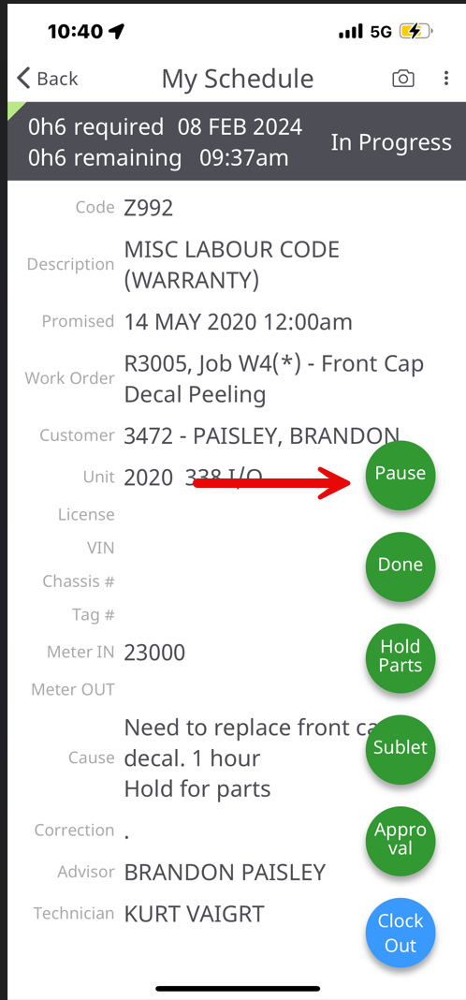 10:40 5G
Back My Schedule
0h6 required 08 FEB 2024
0h6 remaining 09:37am
In Progress
Code Z992
Description MISC LABOUR CODE
(WARRANTY)
Promised 14 MAY 2020 12:00am
Work Order R3005, Job W4(*) - Front Cap
Decal Peeling
Customer 3472 - PAISLEY, BRANDON
Unit 2020 338 I/O
Pause
License
VIN
Done
Chassis #
Tag #
Meter IN 23000
Hold
Parts
Meter OUT
Cause Need to replace front ca
decal. 1 hour
Hold for parts
Sublet
Correction .
Appro
val
Advisor BRANDON PAISLEY
Technician KURT VAIGRT
Clock
Out